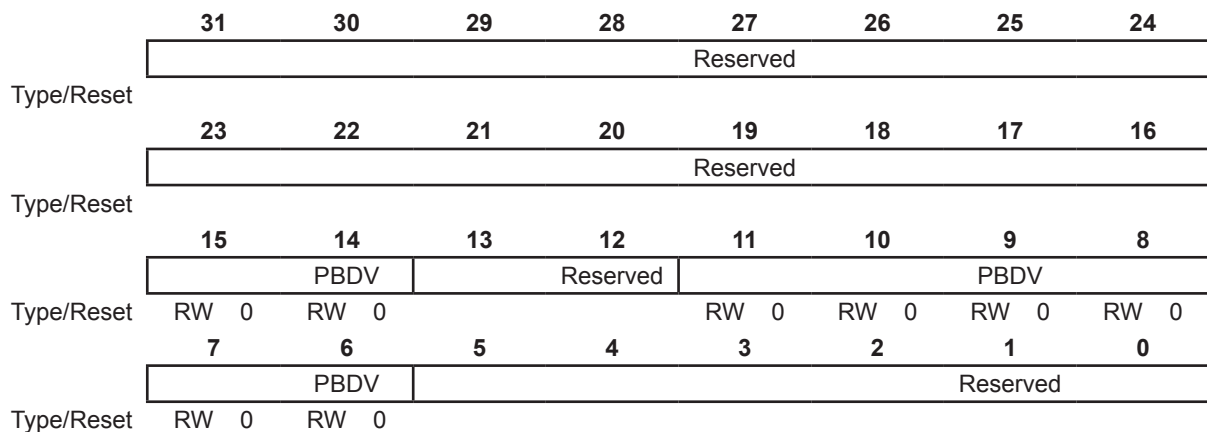 31 30 29 28 27 26 25 24
Reserved
Type/Reset
23 22 21 20 19 18 17 16
Reserved
Type/Reset
15 14 13 12 11 10 9 8
PBDV Reserved PBDV
Type/Reset RW 0 RW 0 RW 0 RW 0 RW 0 RW 0
7 6 5 4 3 2 1 0
PBDV Reserved
Type/Reset RW 0 RW 0